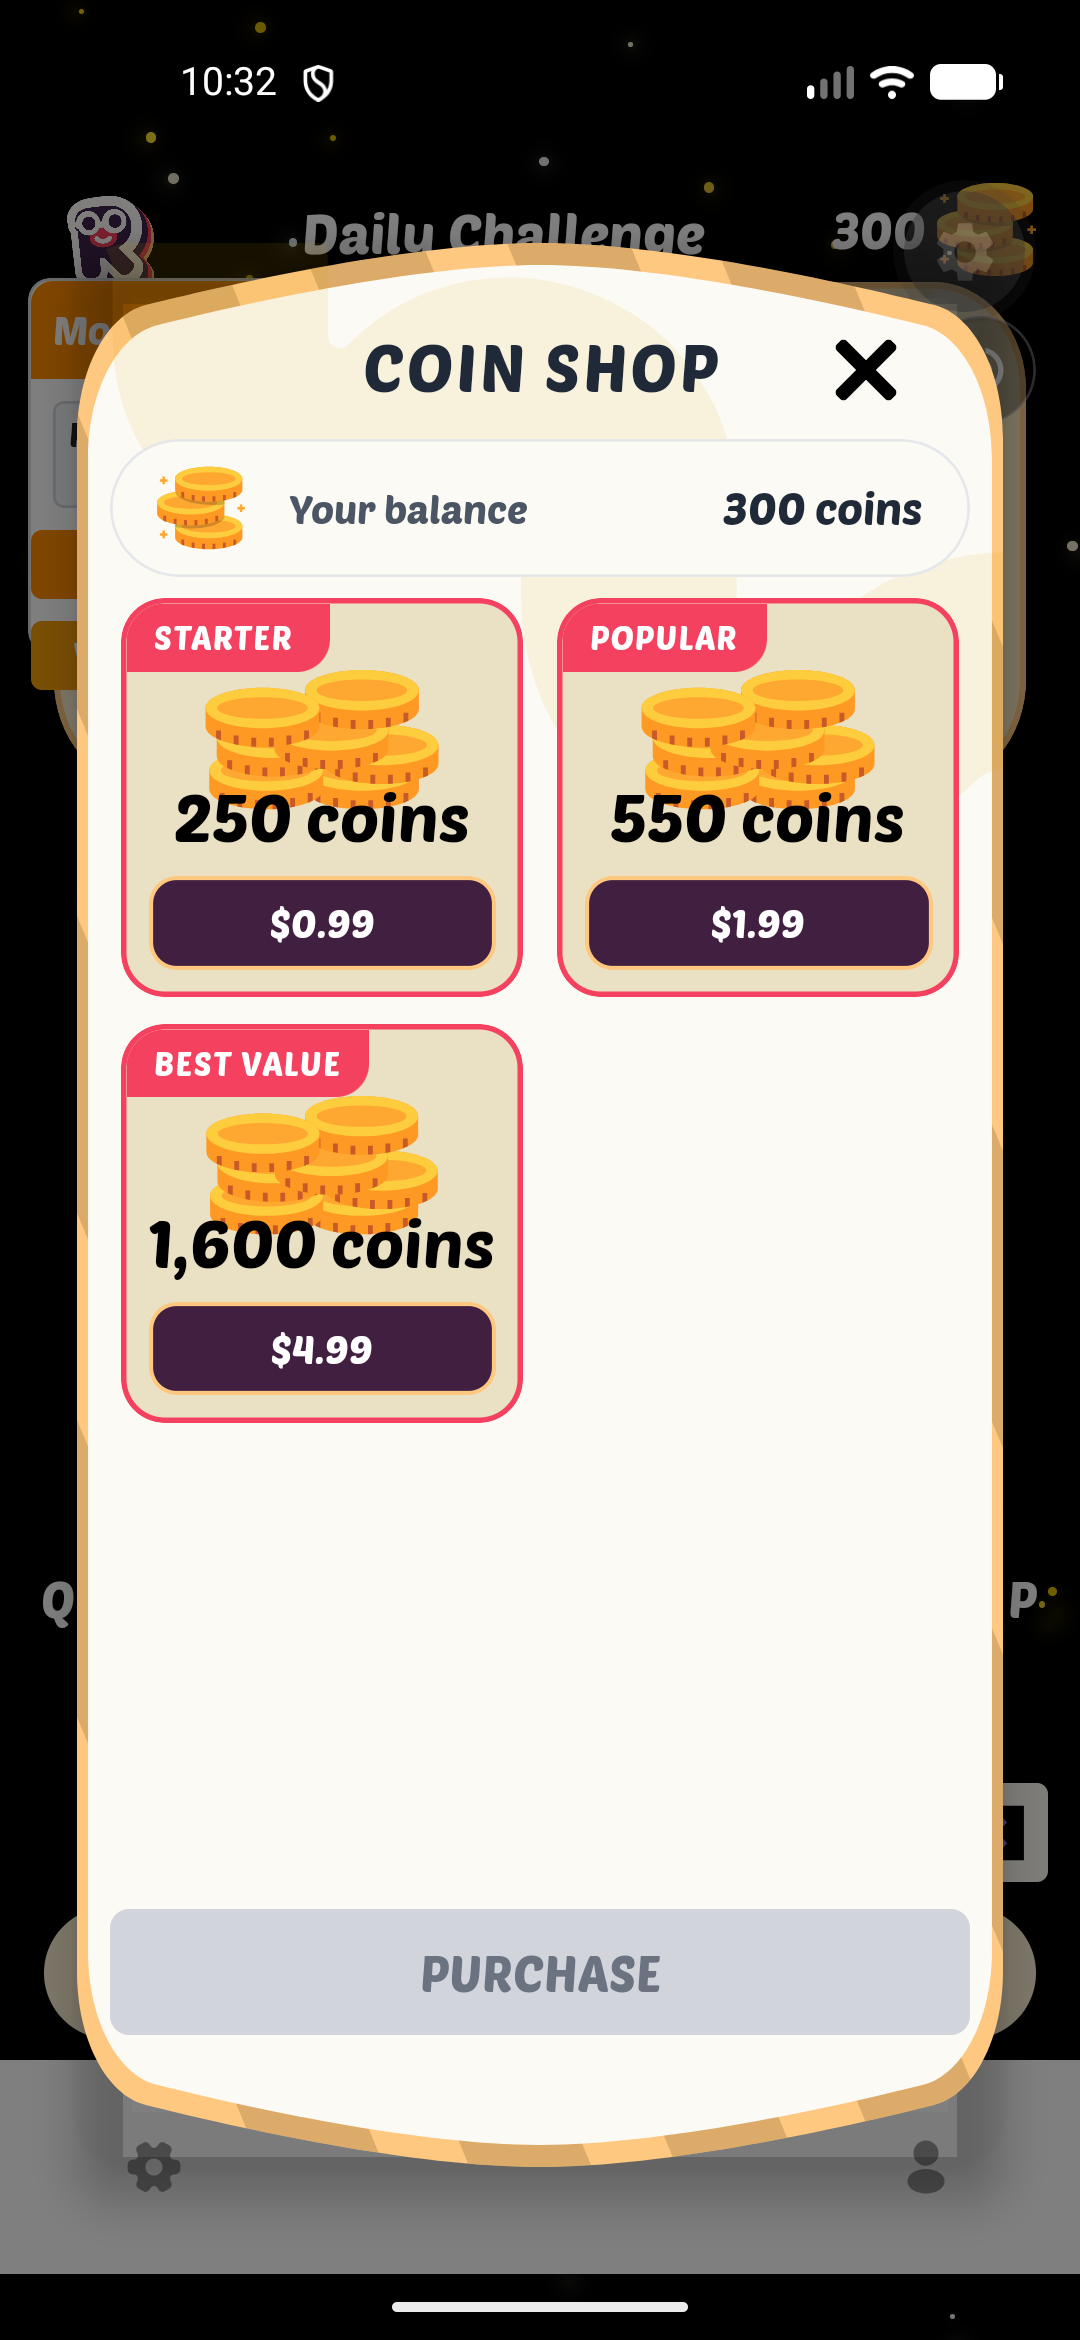 10:32
Daily Challenge
300
Mo
COIN SHOP
Your balance
300 coins
STARTER
250 coins
$0.99
POPULAR
550 coins
$1.99
BEST VALUE
1,600 coins
$4.99
Q
P
PURCHASE